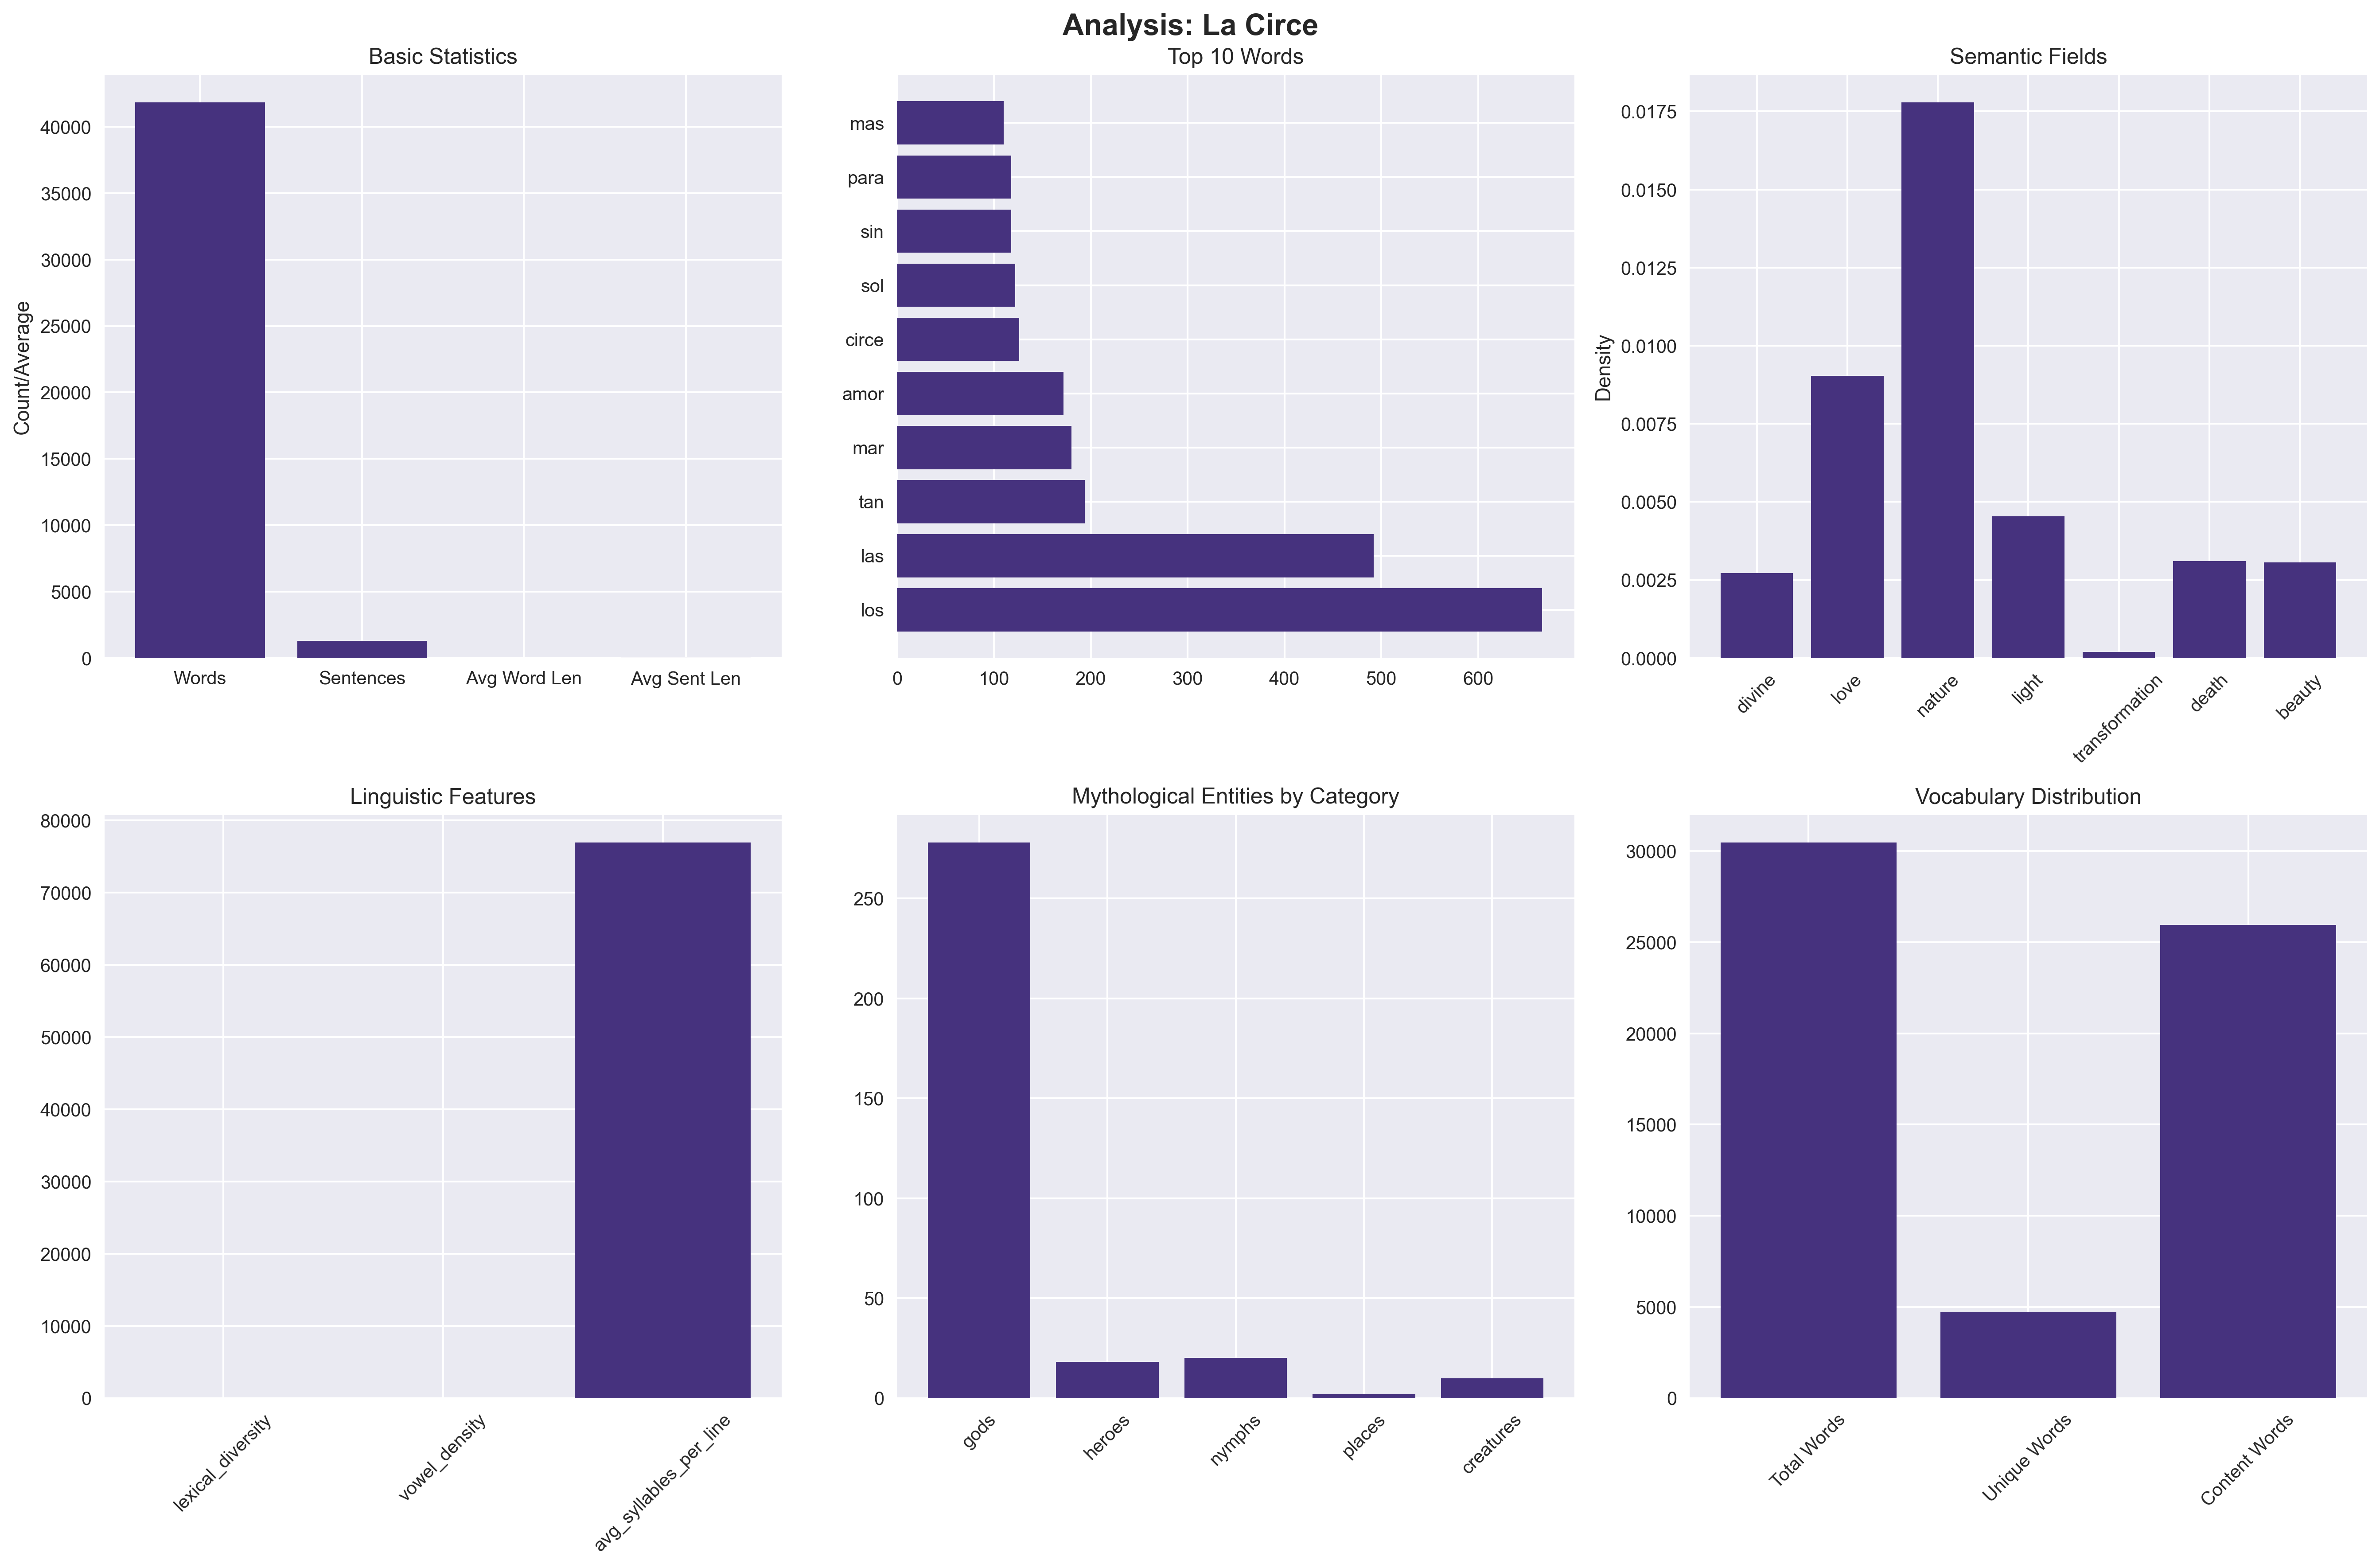 Analysis: La Circe
Basic Statistics
Count/Average
40000
35000
30000
25000
20000
15000
10000
5000
0
Words
Sentences
Avg Word Len
Avg Sent Len
Top 10 Words
mas
para
sin
sol
circe
amor
mar
tan
las
los
0
100
200
300
400
500
600
Semantic Fields
Density
0.0175
0.0150
0.0125
0.0100
0.0075
0.0050
0.0025
0.0000
divine
love
nature
light
transformation
death
beauty
Linguistic Features
80000
70000
60000
50000
40000
30000
20000
10000
0
lexical_diversity
vowel_density
avg_syllables_per_line
Mythological Entities by Category
250
200
150
100
50
0
gods
heroes
nymphs
places
creatures
Vocabulary Distribution
30000
25000
20000
15000
10000
5000
0
Total Words
Unique Words
Content Words